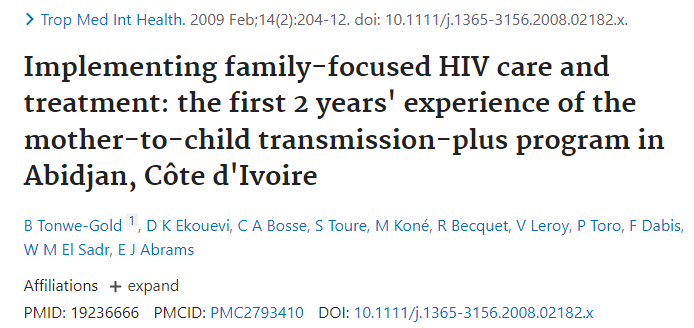 > Trop Med Int Health. 2009 Feb;14(2):204-12. doi: 10.1111/j.1365-3156.2008.02182.x.
Implementing family-focused HIV care and
treatment: the first 2 years' experience of the
mother-to-child transmission-plus program in
Abidjan, Côte d'Ivoire
B Tonwe-Gold 1, D K Ekouevi, C A Bosse, S Toure, M Koné, R Becquet, V Leroy, P Toro, F Dabis,
W M El Sadr, E J Abrams
Affiliations + expand
PMID: 19236666 PMCID: PMC2793410 DOI: 10.1111/j.1365-3156.2008.02182.x